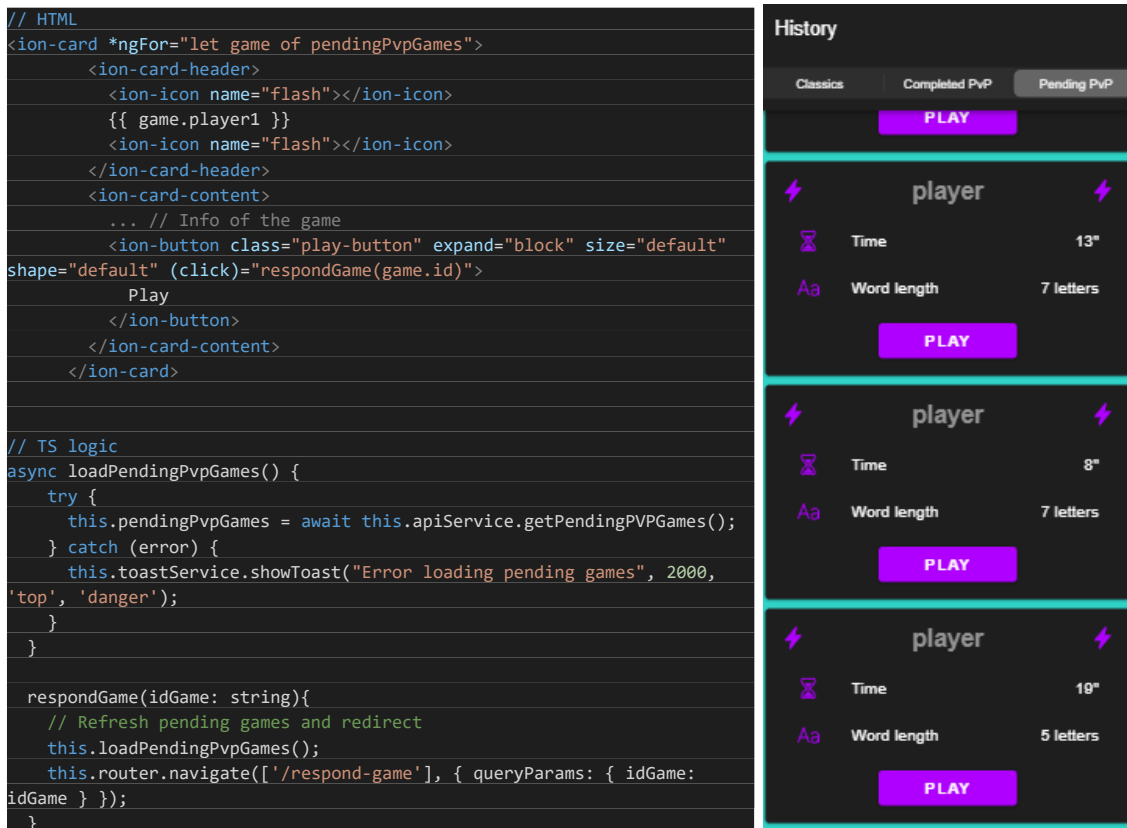 // HTML
<ion-card *ngFor="let game of pendingPvpGames">
<ion-card-header>
<ion-icon name="flash"></ion-icon>
{{ game.player1 }}
<ion-icon name="flash"></ion-icon>
</ion-card-header>
<ion-card-content>
... // Info of the game
<ion-button class="play-button" expand="block" size="default"
shape="default" (click)="respondGame(game.id)">
Play
</ion-button>
</ion-card-content>
</ion-card>
// TS logic
async loadPendingPvpGames() {
try {
this.pendingPvpGames = await this.apiService.getPendingPVPGames();
} catch (error) {
this.toastService.showToast("Error loading pending games", 2000,
'top', 'danger');
}
}
respondGame(idGame: string){
// Refresh pending games and redirect
this.loadPendingPvpGames();
this.router.navigate(['/respond-game'], { queryParams: { idGame:
idGame } });
}
History
Classics Completed PvP Pending PvP
PLAY
player
Time 13"
Aa Word length 7 letters
PLAY
player
Time 8"
Aa Word length 7 letters
PLAY
player
Time 19"
Aa Word length 5 letters
PLAY